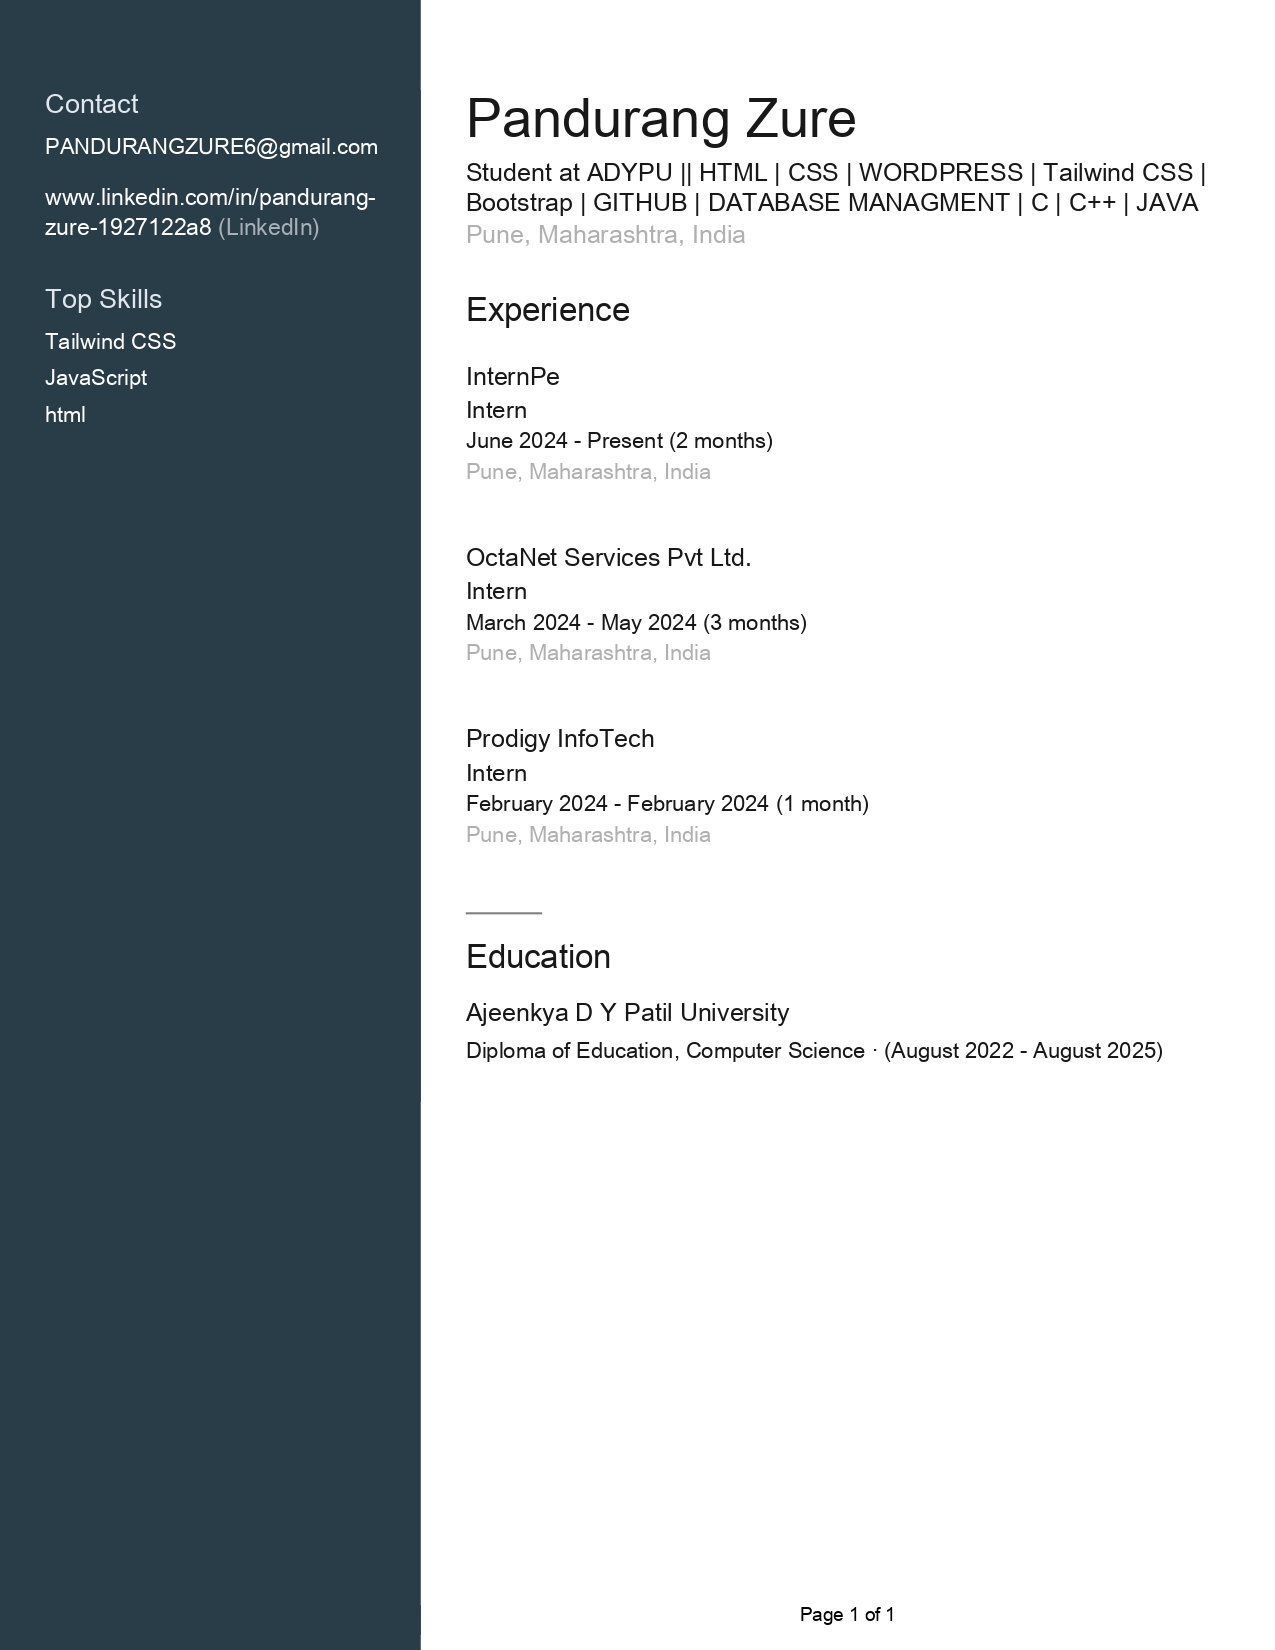 Contact
PANDURANGZURE6@gmail.com
www.linkedin.com/in/pandurang-
zure-1927122a8 (LinkedIn)
Top Skills
Tailwind CSS
JavaScript
html
Pandurang Zure
Student at ADYPU || HTML | CSS | WORDPRESS | Tailwind CSS |
Bootstrap | GITHUB | DATABASE MANAGMENT | C | C++ | JAVA
Pune, Maharashtra, India
Experience
InternPe
Intern
June 2024 - Present (2 months)
Pune, Maharashtra, India
OctaNet Services Pvt Ltd.
Intern
March 2024 - May 2024 (3 months)
Pune, Maharashtra, India
Prodigy InfoTech
Intern
February 2024 - February 2024 (1 month)
Pune, Maharashtra, India
Education
Ajeenkya D Y Patil University
Diploma of Education, Computer Science · (August 2022 - August 2025)
Page 1 of 1